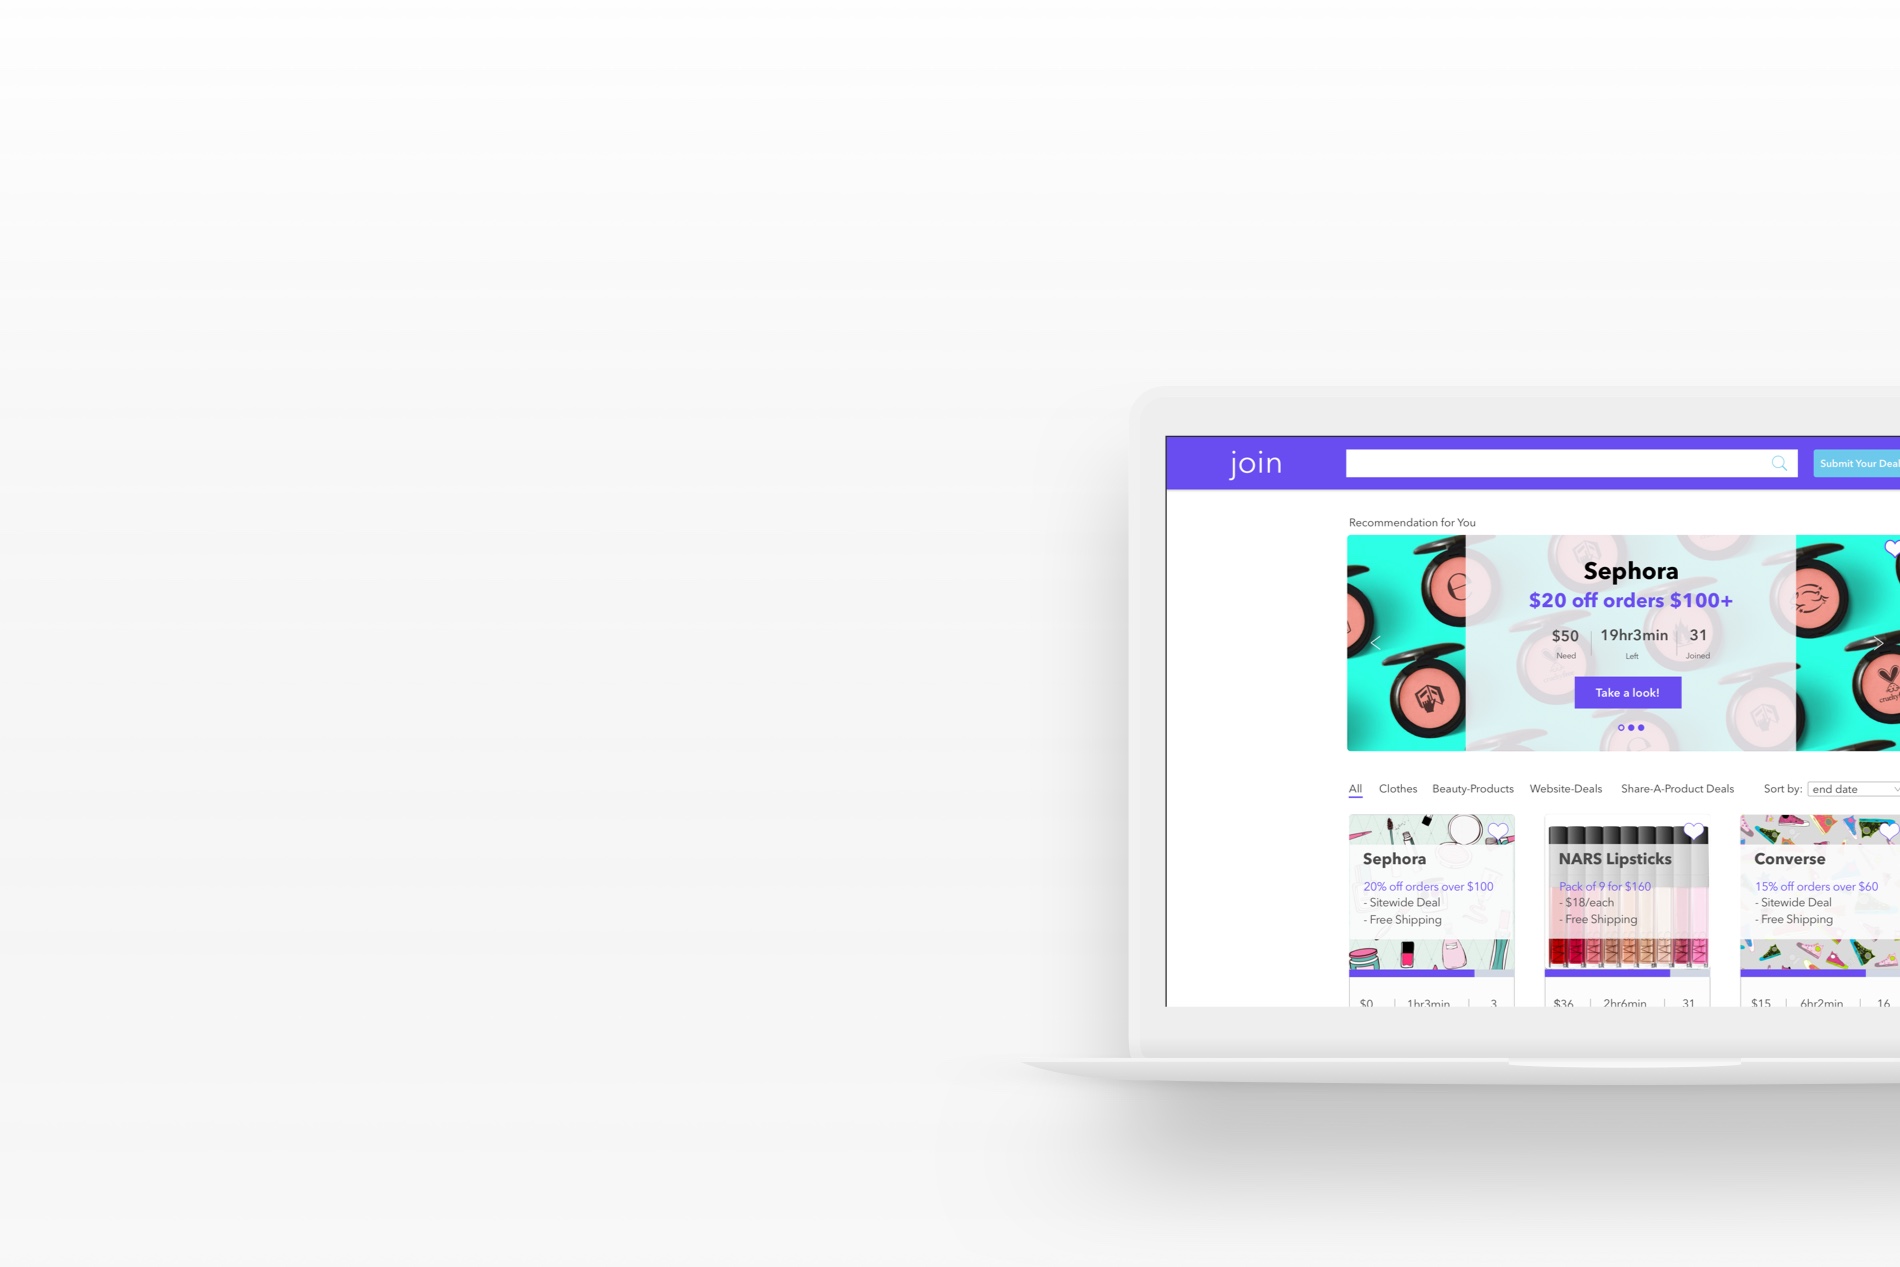 join
Submit Your Deal
Recommendation for You
Sephora
$20 off orders $100+
$50 19hr3min 31
Need Left Joined
Take a look!
All Clothes Beauty-Products Website-Deals Share-A-Product Deals Sort by: end date
Sephora
20% off orders over $100
- Sitewide Deal
- Free Shipping
NARS Lipsticks
Pack of 9 for $160
- $18/each
- Free Shipping
Converse
15% off orders over $60
- Sitewide Deal
- Free Shipping
$0 1hr3min 3
$36 2hr6min 31
$15 6hr2min 16